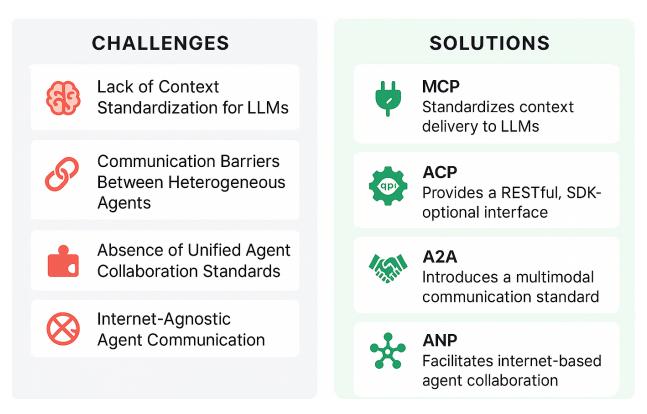 CHALLENGES
Lack of Context
Standardization for LLMs
Communication Barriers
Between Heterogeneous
Agents
Absence of Unified Agent
Collaboration Standards
Internet-Agnostic
Agent Communication
SOLUTIONS
MCP
Standardizes context
delivery to LLMs
qpi
ACP
Provides a RESTful, SDK-
optional interface
A2A
Introduces a multimodal
communication standard
ANP
Facilitates internet-based
agent collaboration